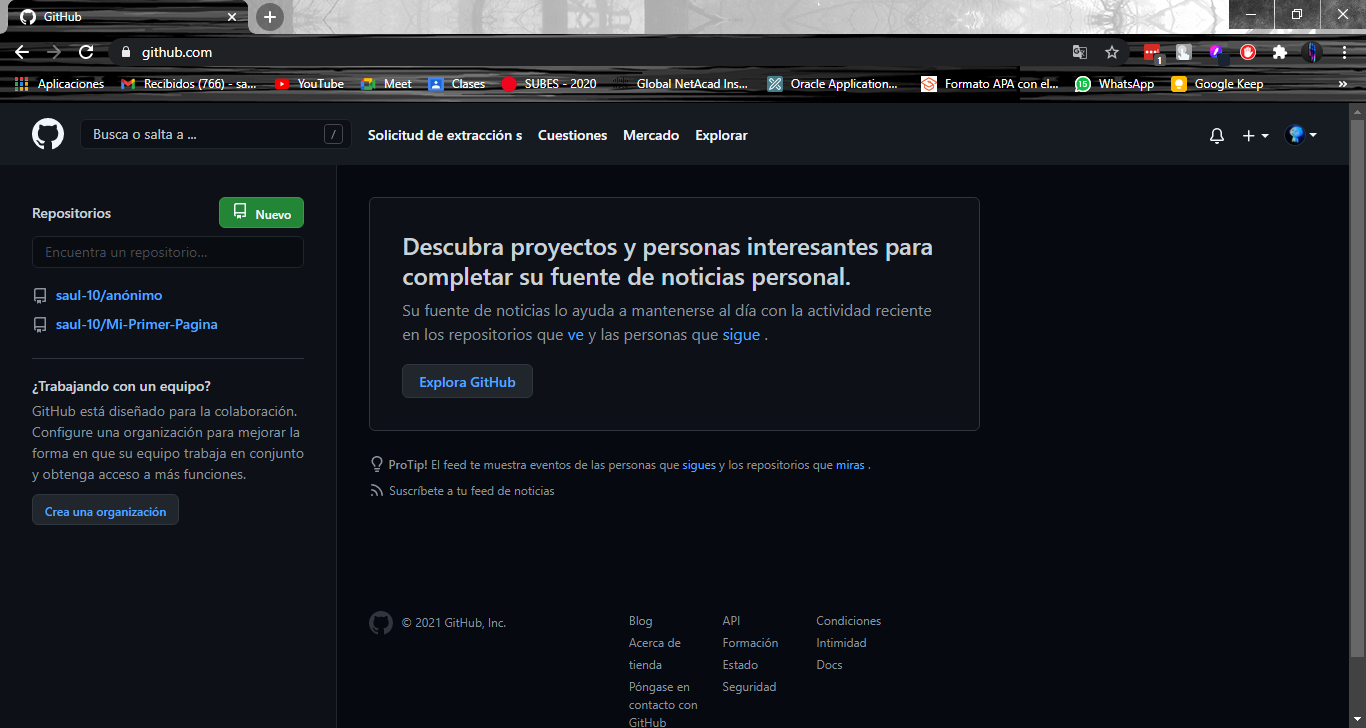 GitHub
github.com
1
Aplicaciones
Recibidos (766) - sa...
YouTube
Meet
Clases
SUBES - 2020
Global NetAcad Ins...
Oracle Application...
Formato APA con el...
15
WhatsApp
Google Keep
»
Busca o salta a ...
/
Solicitud de extracción s
Cuestiones
Mercado
Explorar
Repositorios
Nuevo
Encuentra un repositorio...
saul-10/anónimo
saul-10/Mi-Primer-Pagina
¿Trabajando con un equipo?
GitHub está diseñado para la colaboración.
Configure una organización para mejorar la
forma en que su equipo trabaja en conjunto
y obtenga acceso a más funciones.
Crea una organización
Descubra proyectos y personas interesantes para
completar su fuente de noticias personal.
Su fuente de noticias lo ayuda a mantenerse al día con la actividad reciente
en los repositorios que ve y las personas que sigue .
Explora GitHub
ProTip! El feed te muestra eventos de las personas que sigues y los repositorios que miras .
Suscríbete a tu feed de noticias
© 2021 GitHub, Inc.
Blog
Acerca de
tienda
Póngase en
contacto con
GitHub
API
Formación
Estado
Seguridad
Condiciones
Intimidad
Docs